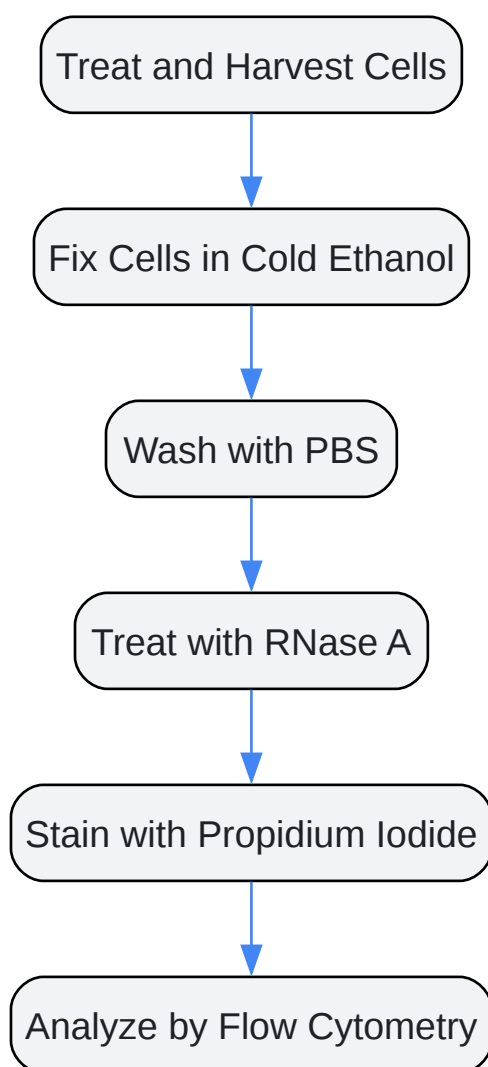 Treat and Harvest Cells
Fix Cells in Cold Ethanol
Wash with PBS
Treat with RNase A
Stain with Propidium Iodide
Analyze by Flow Cytometry